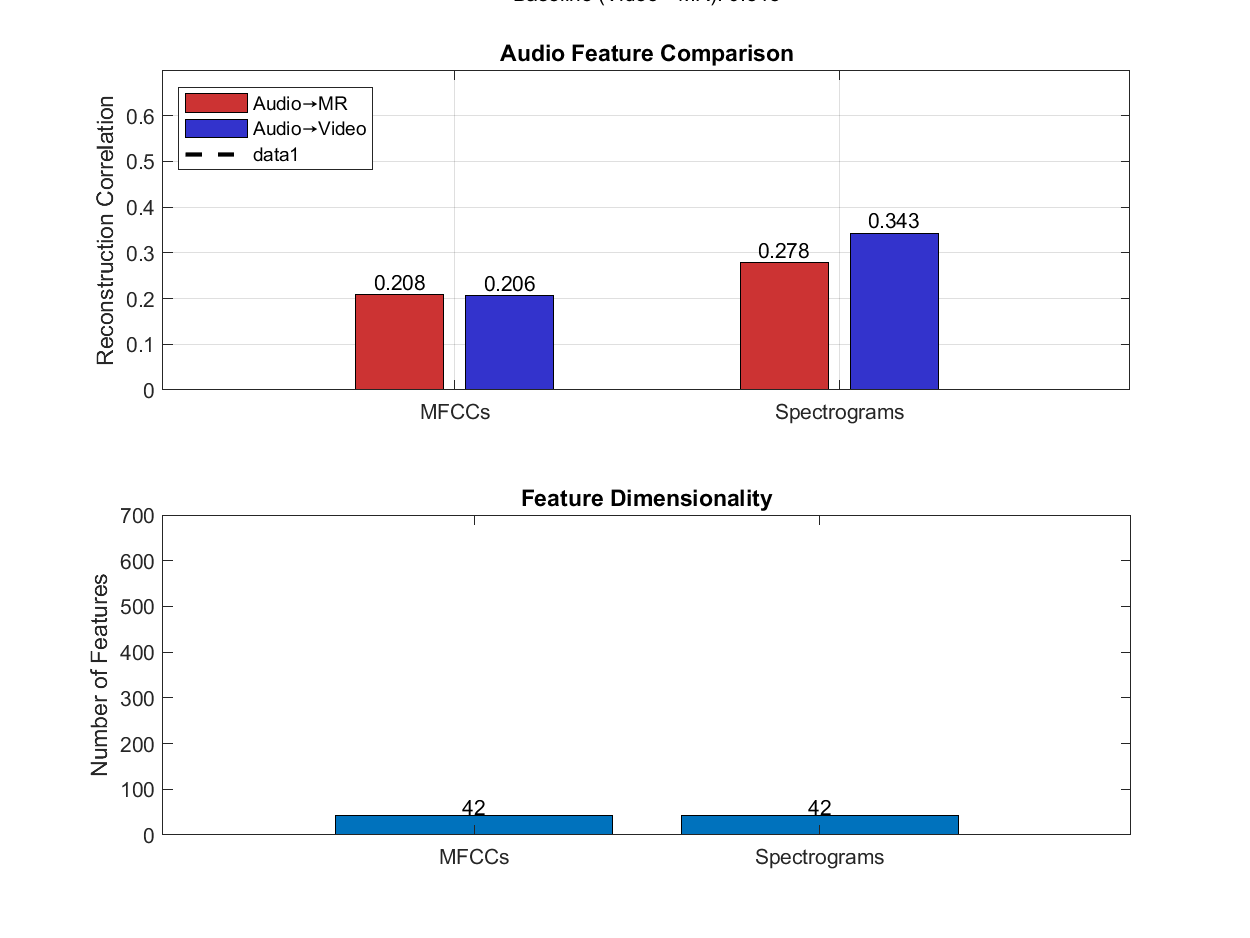 Audio Feature Comparison
Reconstruction Correlation
0.6
0.5
0.4
0.3
0.2
0.1
0
Audio→MR
Audio→Video
data1
0.208
0.206
0.278
0.343
MFCCs
Spectrograms
Feature Dimensionality
Number of Features
700
600
500
400
300
200
100
0
42
42
MFCCs
Spectrograms